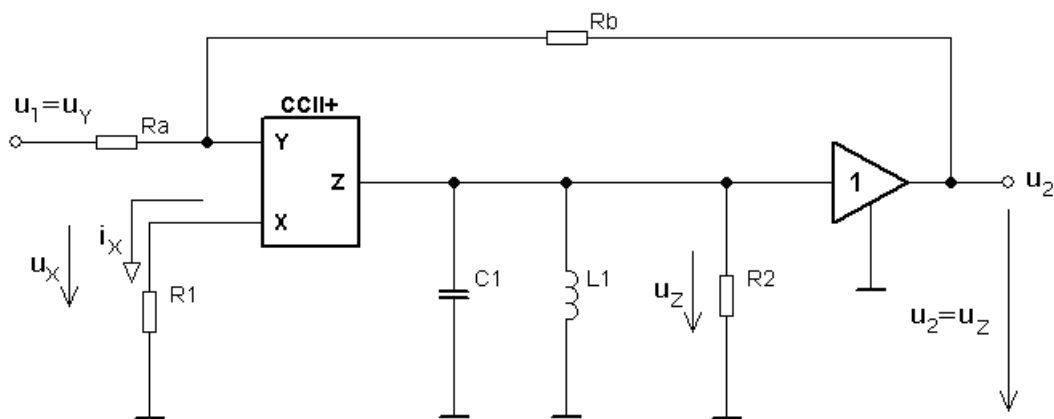 Rb
CCII+
u1=uY
Ra
Y
Z
X
1
u2
iX
uX
R1
C1
L1
uZ
R2
u2=uZ